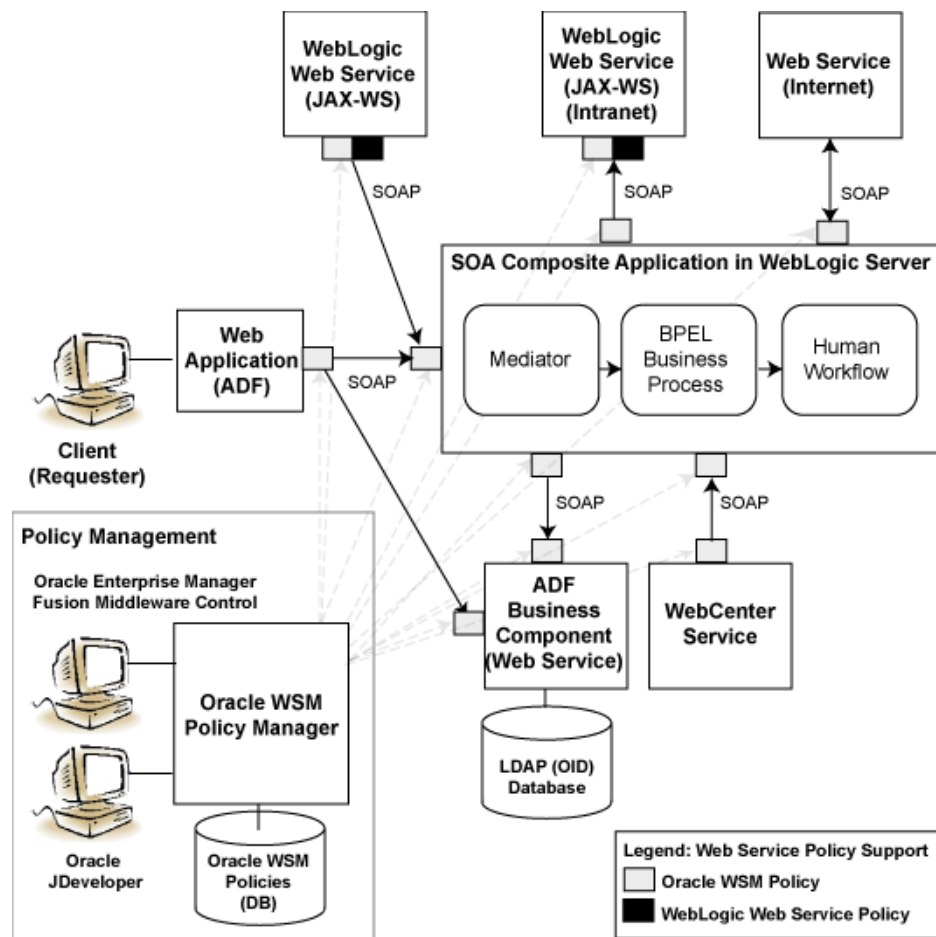 WebLogic
Web Service
(JAX-WS)
WebLogic
Web Service
(JAX-WS)
(Intranet)
Web Service
(Internet)
SOAP
SOAP
SOAP
SOA Composite Application in WebLogic Server
Web
Application
(ADF)
SOAP
Mediator
BPEL
Business
Process
Human
Workflow
Client
(Requester)
SOAP
SOAP
Policy Management
Oracle Enterprise Manager
Fusion Middleware Control
Oracle WSM
Policy Manager
ADF
Business
Component
(Web Service)
WebCenter
Service
LDAP (OID)
Database
Oracle
JDeveloper
Oracle WSM
Policies
(DB)
Legend: Web Service Policy Support
Oracle WSM Policy
WebLogic Web Service Policy